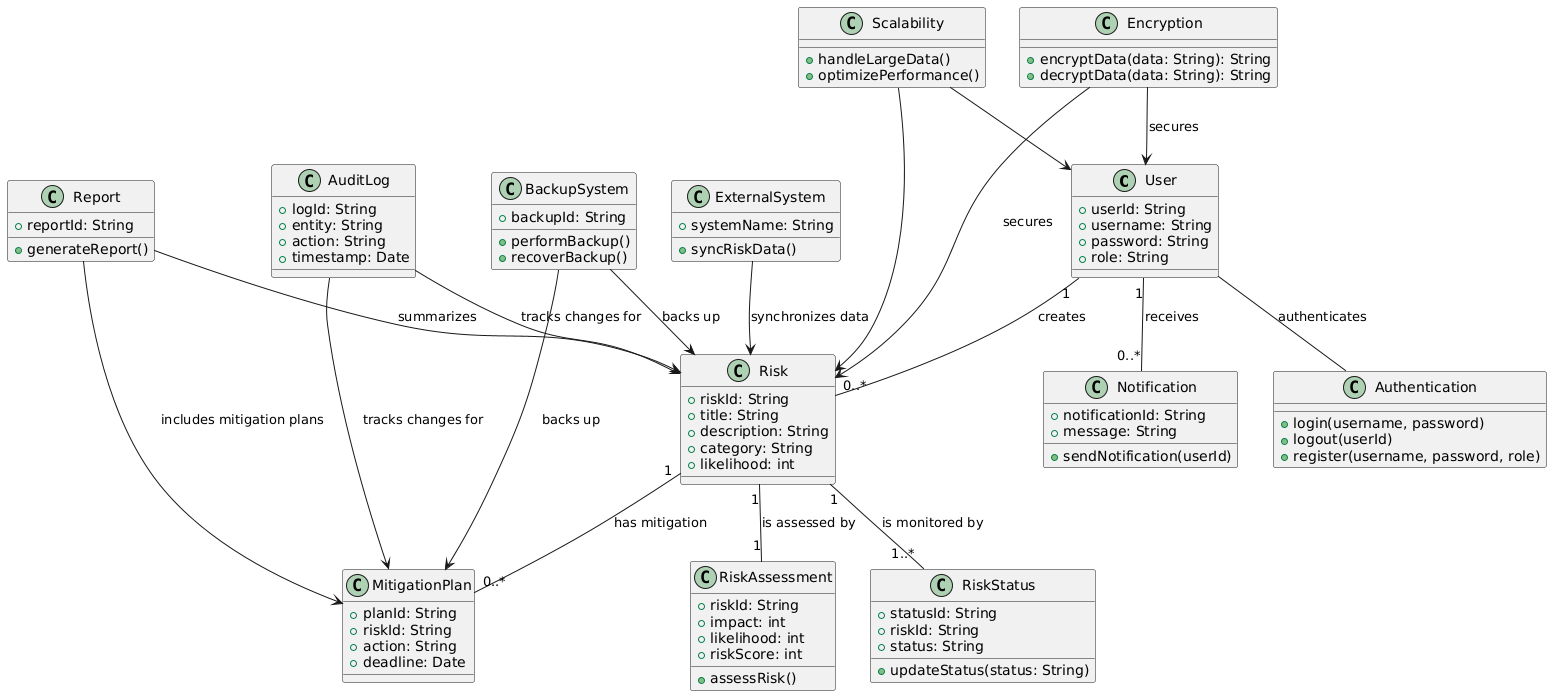 C Scalability
+ handleLargeData()
+ optimizePerformance()
C Encryption
+ encryptData(data: String): String
+ decryptData(data: String): String
secures
secures
C Report
+ reportId: String
+ generateReport()
C AuditLog
+ logId: String
+ entity: String
+ action: String
+ timestamp: Date
C BackupSystem
+ backupId: String
+ performBackup()
+ recoverBackup()
C ExternalSystem
+ systemName: String
+ syncRiskData()
C User
+ userId: String
+ username: String
+ password: String
+ role: String
summarizes
tracks changes for
backs up
synchronizes data
1
creates
0..*
1
receives
0..*
authenticates
includes mitigation plans
tracks changes for
backs up
C Risk
+ riskId: String
+ title: String
+ description: String
+ category: String
+ likelihood: int
C Notification
+ notificationId: String
+ message: String
+ sendNotification(userId)
C Authentication
+ login(username, password)
+ logout(userId)
+ register(username, password, role)
1
has mitigation
0..*
1
is assessed by
1
1
is monitored by
1..*
C MitigationPlan
+ planId: String
+ riskId: String
+ action: String
+ deadline: Date
C RiskAssessment
+ riskId: String
+ impact: int
+ likelihood: int
+ riskScore: int
+ assessRisk()
C RiskStatus
+ statusId: String
+ riskId: String
+ status: String
+ updateStatus(status: String)